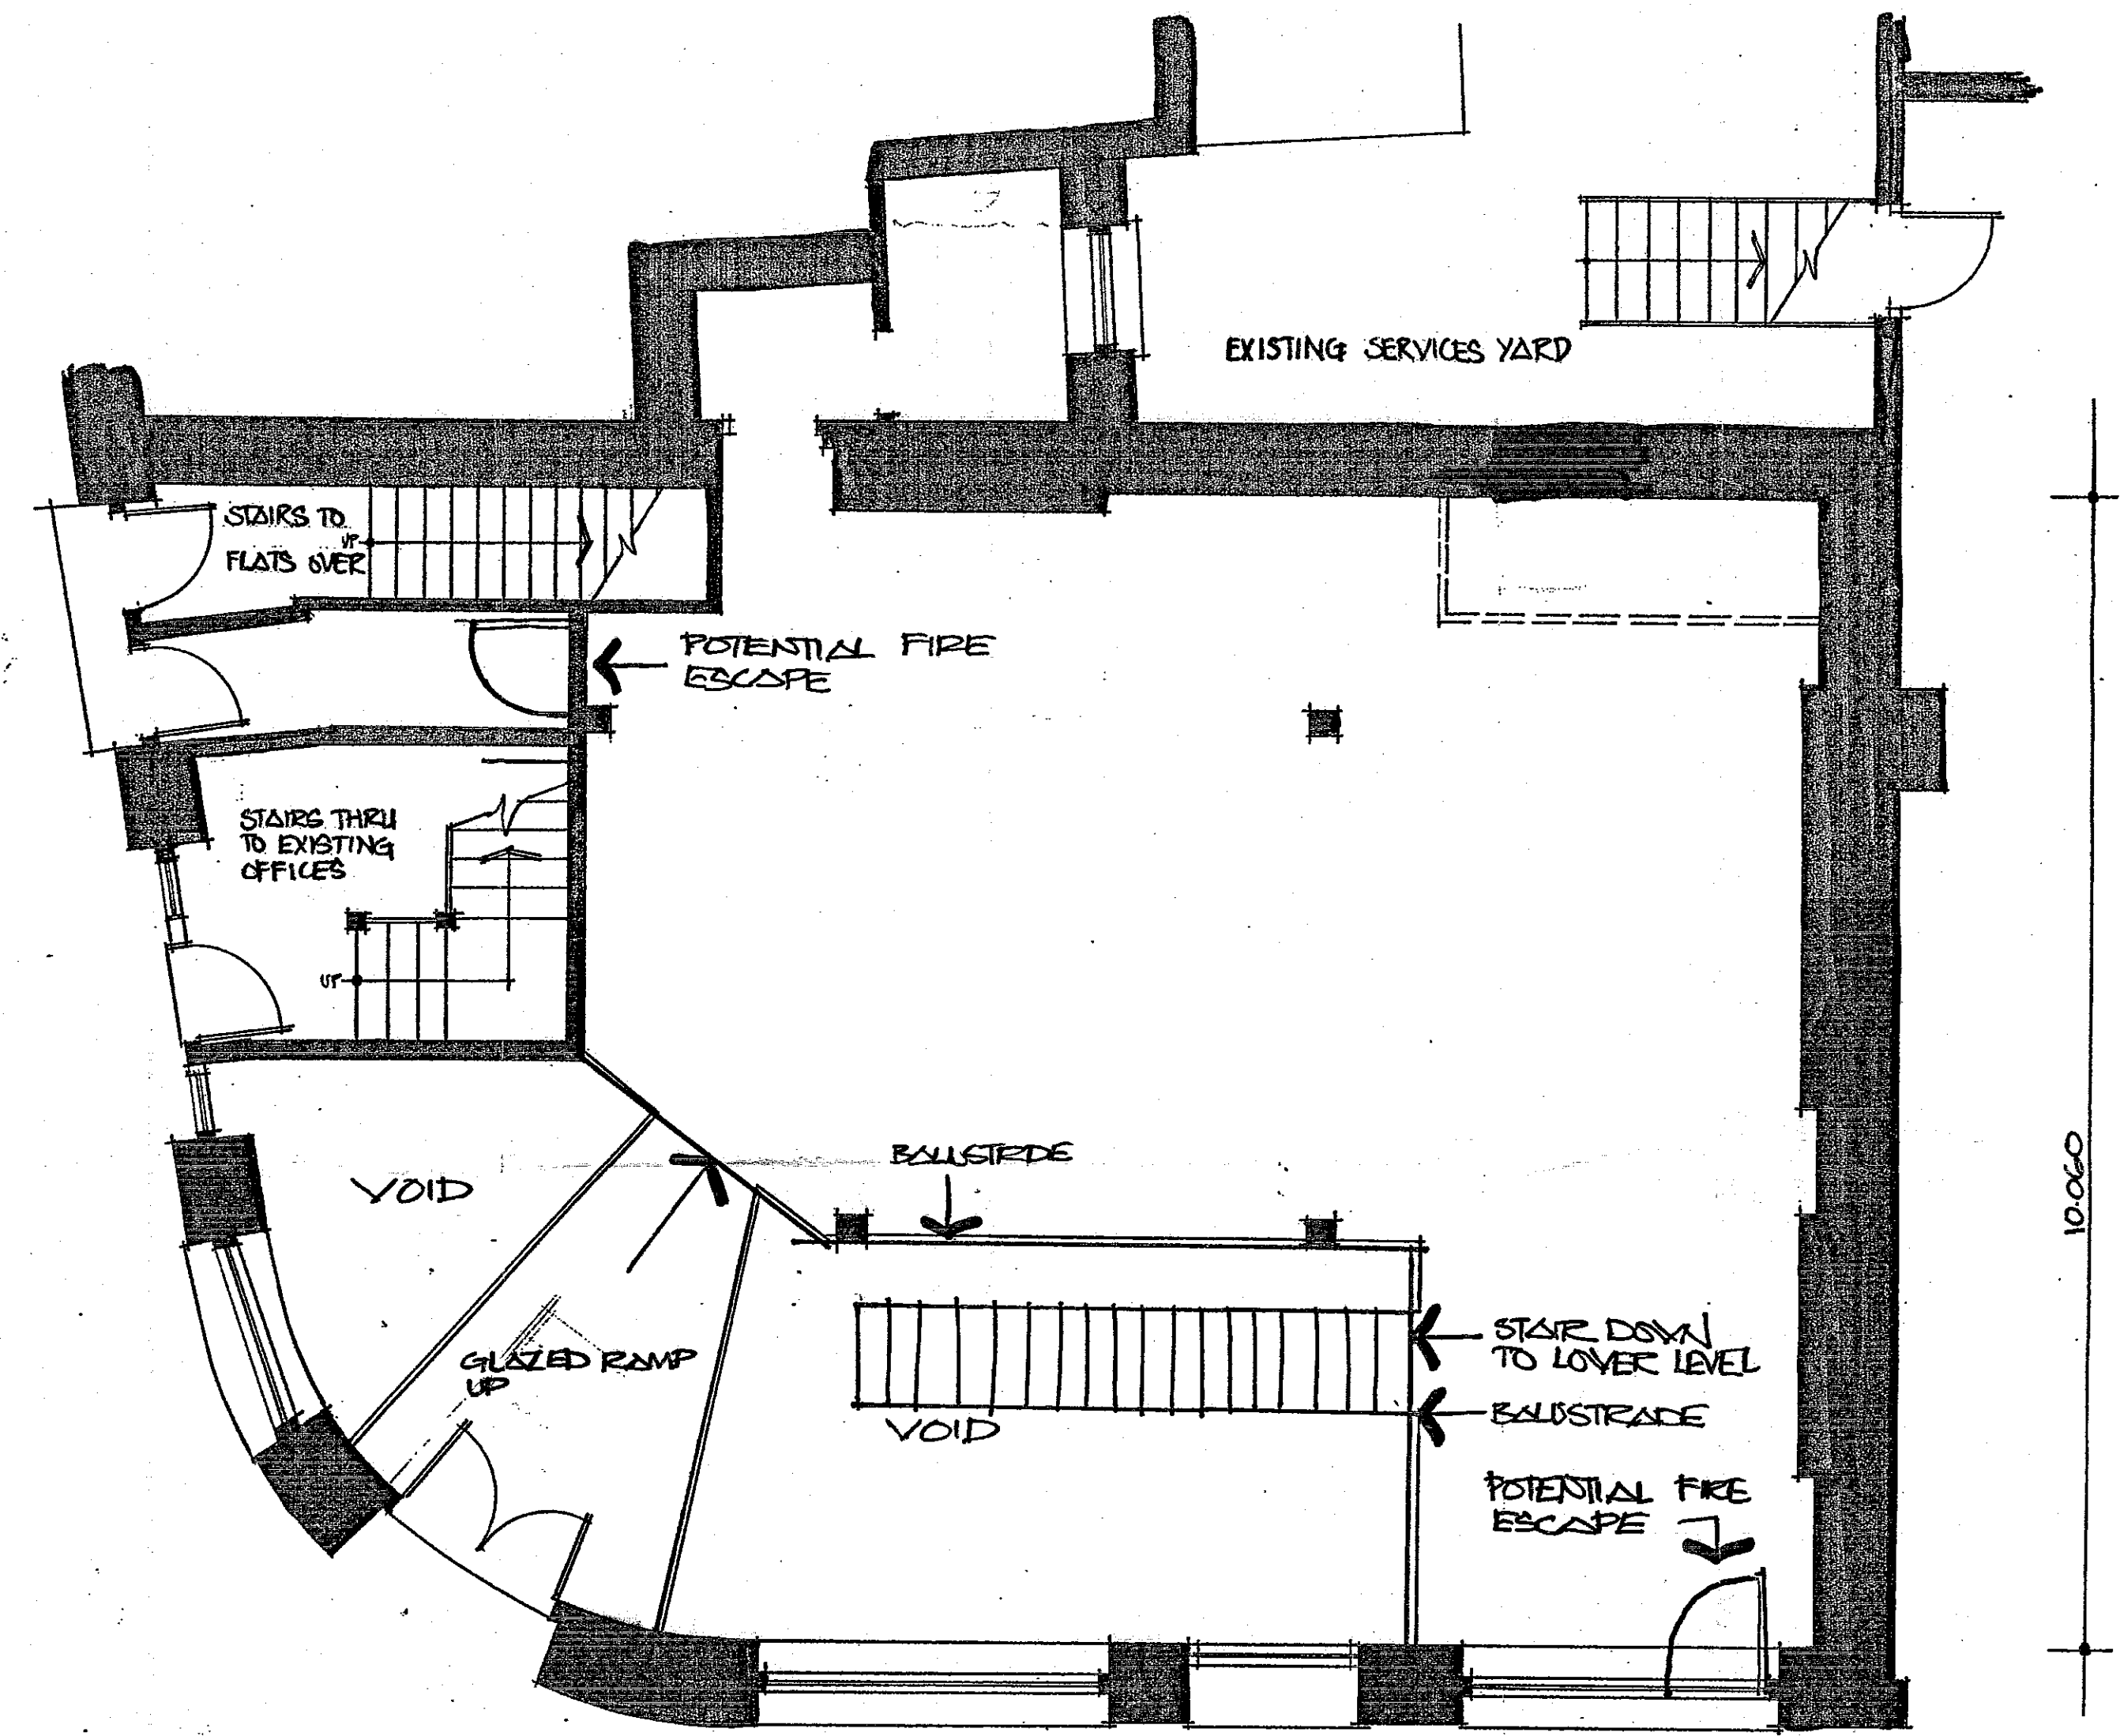 EXISTING SERVICES YARD
STAIRS TO
UP
FLATS OVER
POTENTIAL FIRE
ESCAPE
STAIRS THRU
TO EXISTING
OFFICES
UP
BALUSTRDE
VOID
10.060
GLAZED RAMP
UP
STAIR DOWN
TO LOWER LEVEL
BALUSTRADE
VOID
POTENTIAL FIRE
ESCAPE